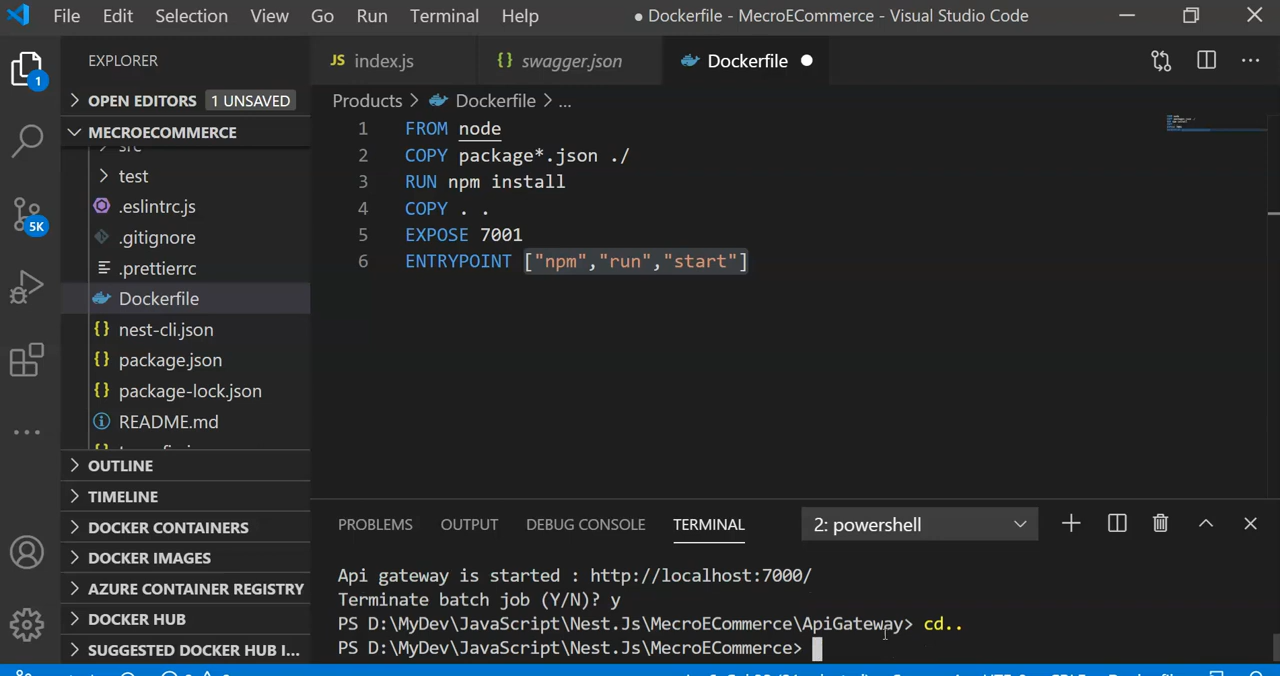 File Edit Selection View Go Run Terminal Help
● Dockerfile - MecroECommerce - Visual Studio Code
EXPLORER
1
OPEN EDITORS 1 UNSAVED
MECROECOMMERCE
src
test
.eslintrc.js
.gitignore
.prettierrc
Dockerfile
nest-cli.json
package.json
package-lock.json
README.md
OUTLINE
TIMELINE
DOCKER CONTAINERS
DOCKER IMAGES
AZURE CONTAINER REGISTRY
DOCKER HUB
SUGGESTED DOCKER HUB I...
5K
JS index.js
{} swagger.json
Dockerfile ●
Products > Dockerfile > ...
1 FROM node
2 COPY package*.json ./
3 RUN npm install
4 COPY . .
5 EXPOSE 7001
6 ENTRYPOINT ["npm","run","start"]
PROBLEMS OUTPUT DEBUG CONSOLE TERMINAL 2: powershell
Api gateway is started : http://localhost:7000/
Terminate batch job (Y/N)? y
PS D:\MyDev\JavaScript\Nest.Js\MecroECommerce\ApiGateway> cd..
PS D:\MyDev\JavaScript\Nest.Js\MecroECommerce>